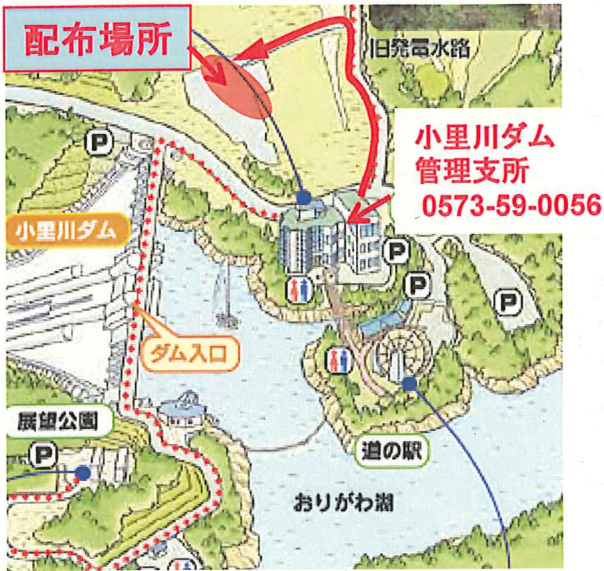 配布場所
旧発電水路
P
小里川ダム
管理支所
0573-59-0056
小里川ダム
P
P
P
ダム入口
展望公園
P
道の駅
おりがわ湖